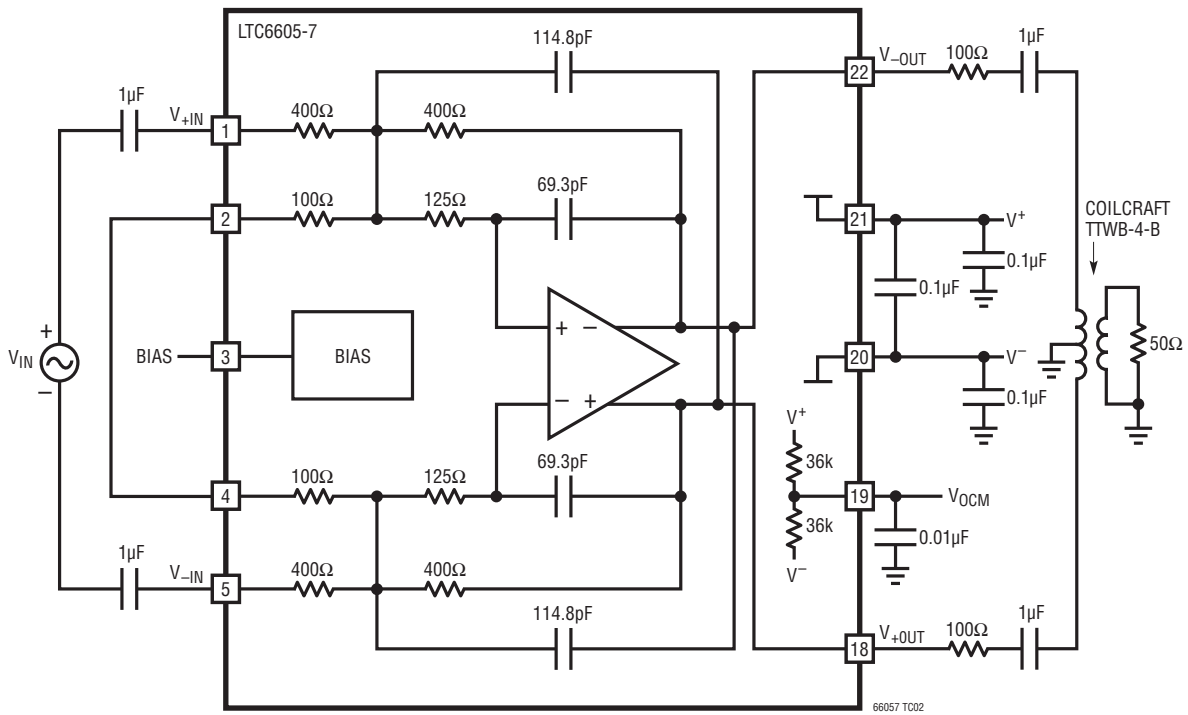 LTC6605-7
114.8pF
22
V–OUT
100Ω
1µF
1µF
V+IN
1
400Ω
400Ω
2
100Ω
125Ω
69.3pF
21
V+
COILCRAFT
TTWB-4-B
0.1µF
0.1µF
+
VIN
–
BIAS
3
BIAS
+ –
– +
20
V–
50Ω
0.1µF
V+
36k
4
100Ω
125Ω
69.3pF
19
VOCM
36k
0.01µF
V–
1µF
V–IN
5
400Ω
400Ω
114.8pF
18
V+OUT
100Ω
1µF
66057 TC02